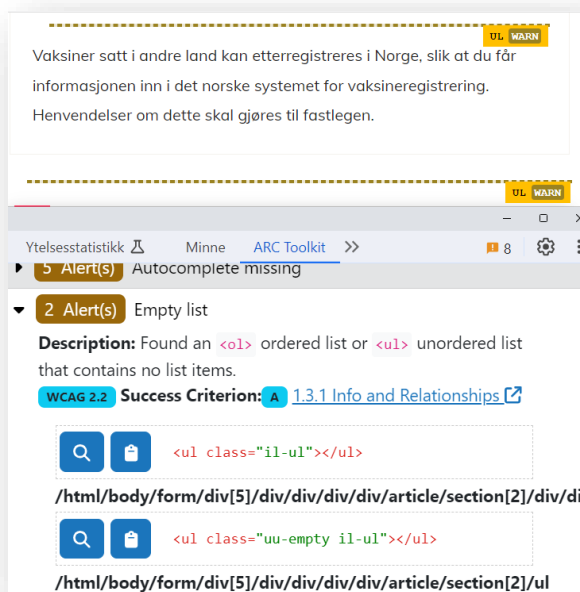 UL WARN
Vaksiner satt i andre land kan etterregistreres i Norge, slik at du får
informasjonen inn i det norske systemet for vaksineregistrering.
Henvendelser om dette skal gjøres til fastlegen.
UL WARN
Ytelsesstatistikk Minne ARC Toolkit 8
5 Alert(s) Autocomplete missing
2 Alert(s) Empty list
Description: Found an <ol> ordered list or <ul> unordered list
that contains no list items.
WCAG 2.2 Success Criterion: A 1.3.1 Info and Relationships
<ul class="il-ul"></ul>
/html/body/form/div[5]/div/div/div/div/article/section[2]/div/di
<ul class="uu-empty il-ul"></ul>
/html/body/form/div[5]/div/div/div/div/article/section[2]/ul